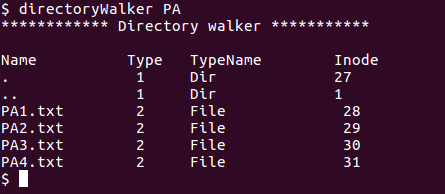 $ directoryWalker PA
************ Directory walker ***********
Name Type TypeName Inode
. 1 Dir 27
.. 1 Dir 1
PA1.txt 2 File 28
PA2.txt 2 File 29
PA3.txt 2 File 30
PA4.txt 2 File 31
$